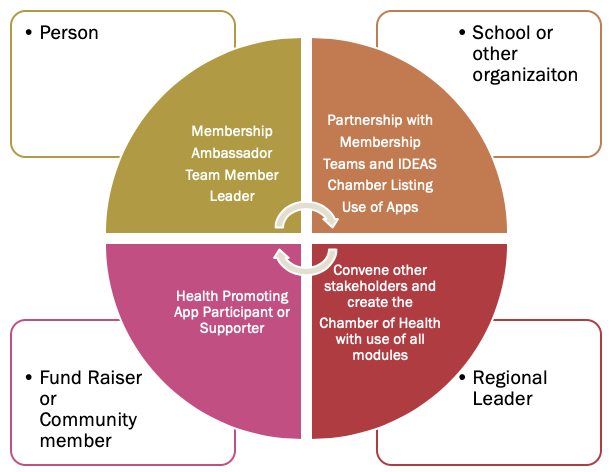 • Person
• School or
other
organizaiton
Membership
Ambassador
Team Member
Leader
Partnership with
Membership
Teams and IDEAS
Chamber Listing
Use of Apps
Health Promoting
App Participant or
Supporter
Convene other
stakeholders and
create the
Chamber of Health
with use of all
modules
• Fund Raiser
or
Community
member
• Regional
Leader